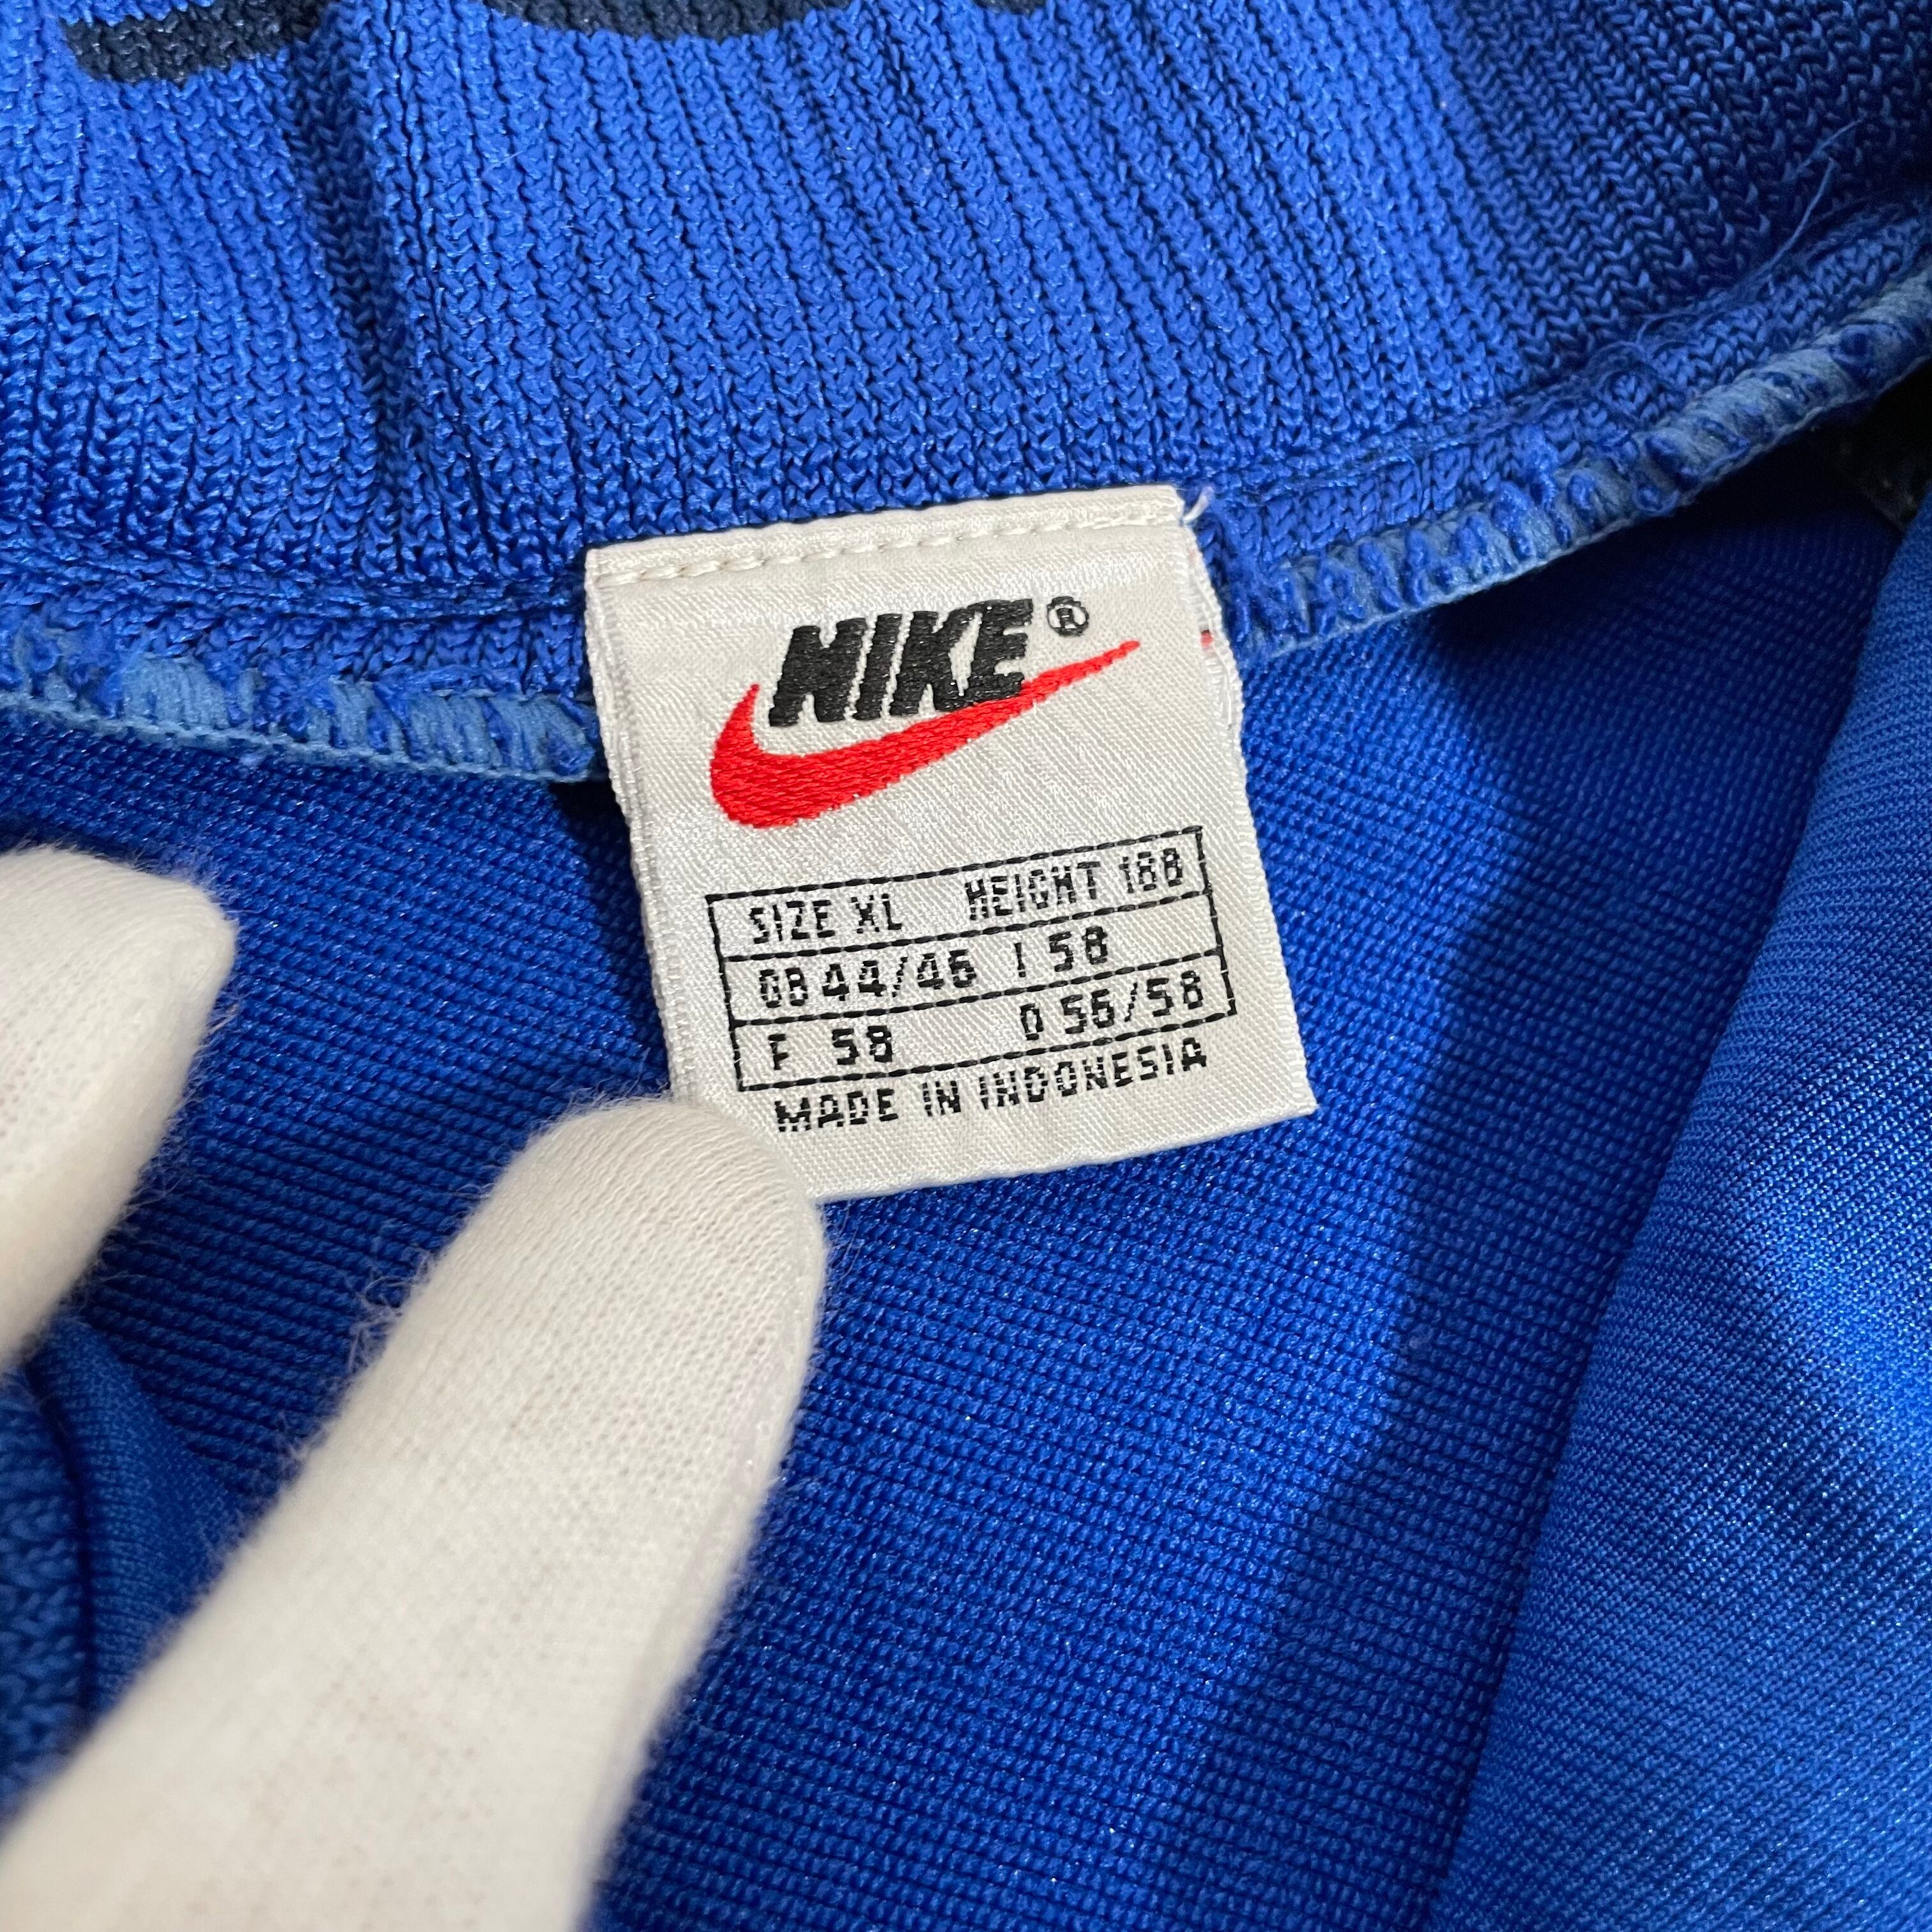 NIKE®
SIZE XL HEIGHT 188
GB 44/46 I 58
F 58 D 56/58
MADE IN INDONESIA